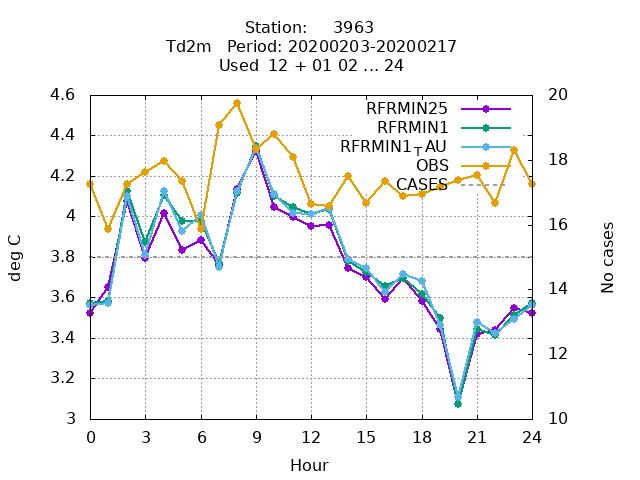 Station: 3963
Td2m Period: 20200203-20200217
Used 12 + 01 02 ... 24
RFRMIN25
RFRMIN1
RFRMIN1TAU
OBS
CASES
4.6
4.4
4.2
4
3.8
3.6
3.4
3.2
3
20
18
16
14
12
10
deg C
No cases
0 3 6 9 12 15 18 21 24
Hour